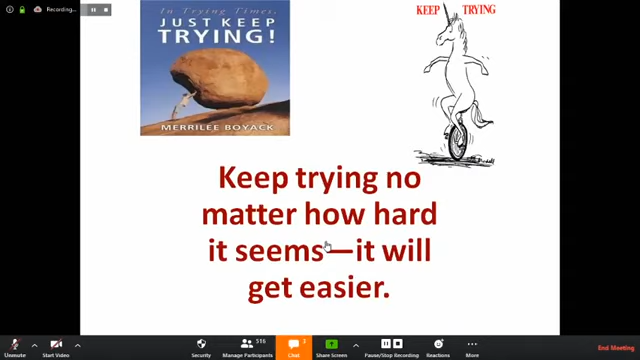 Recording...
In Trying Times,
JUST KEEP
TRYING!
MERRILEE BOYACK
KEEP TRYING
Keep trying no
matter how hard
it seems—it will
get easier.
Unmute
Start Video
Security
516
Manage Participants
3
Chat
Share Screen
Pause/Stop Recording
Reactions
More
End Meeting